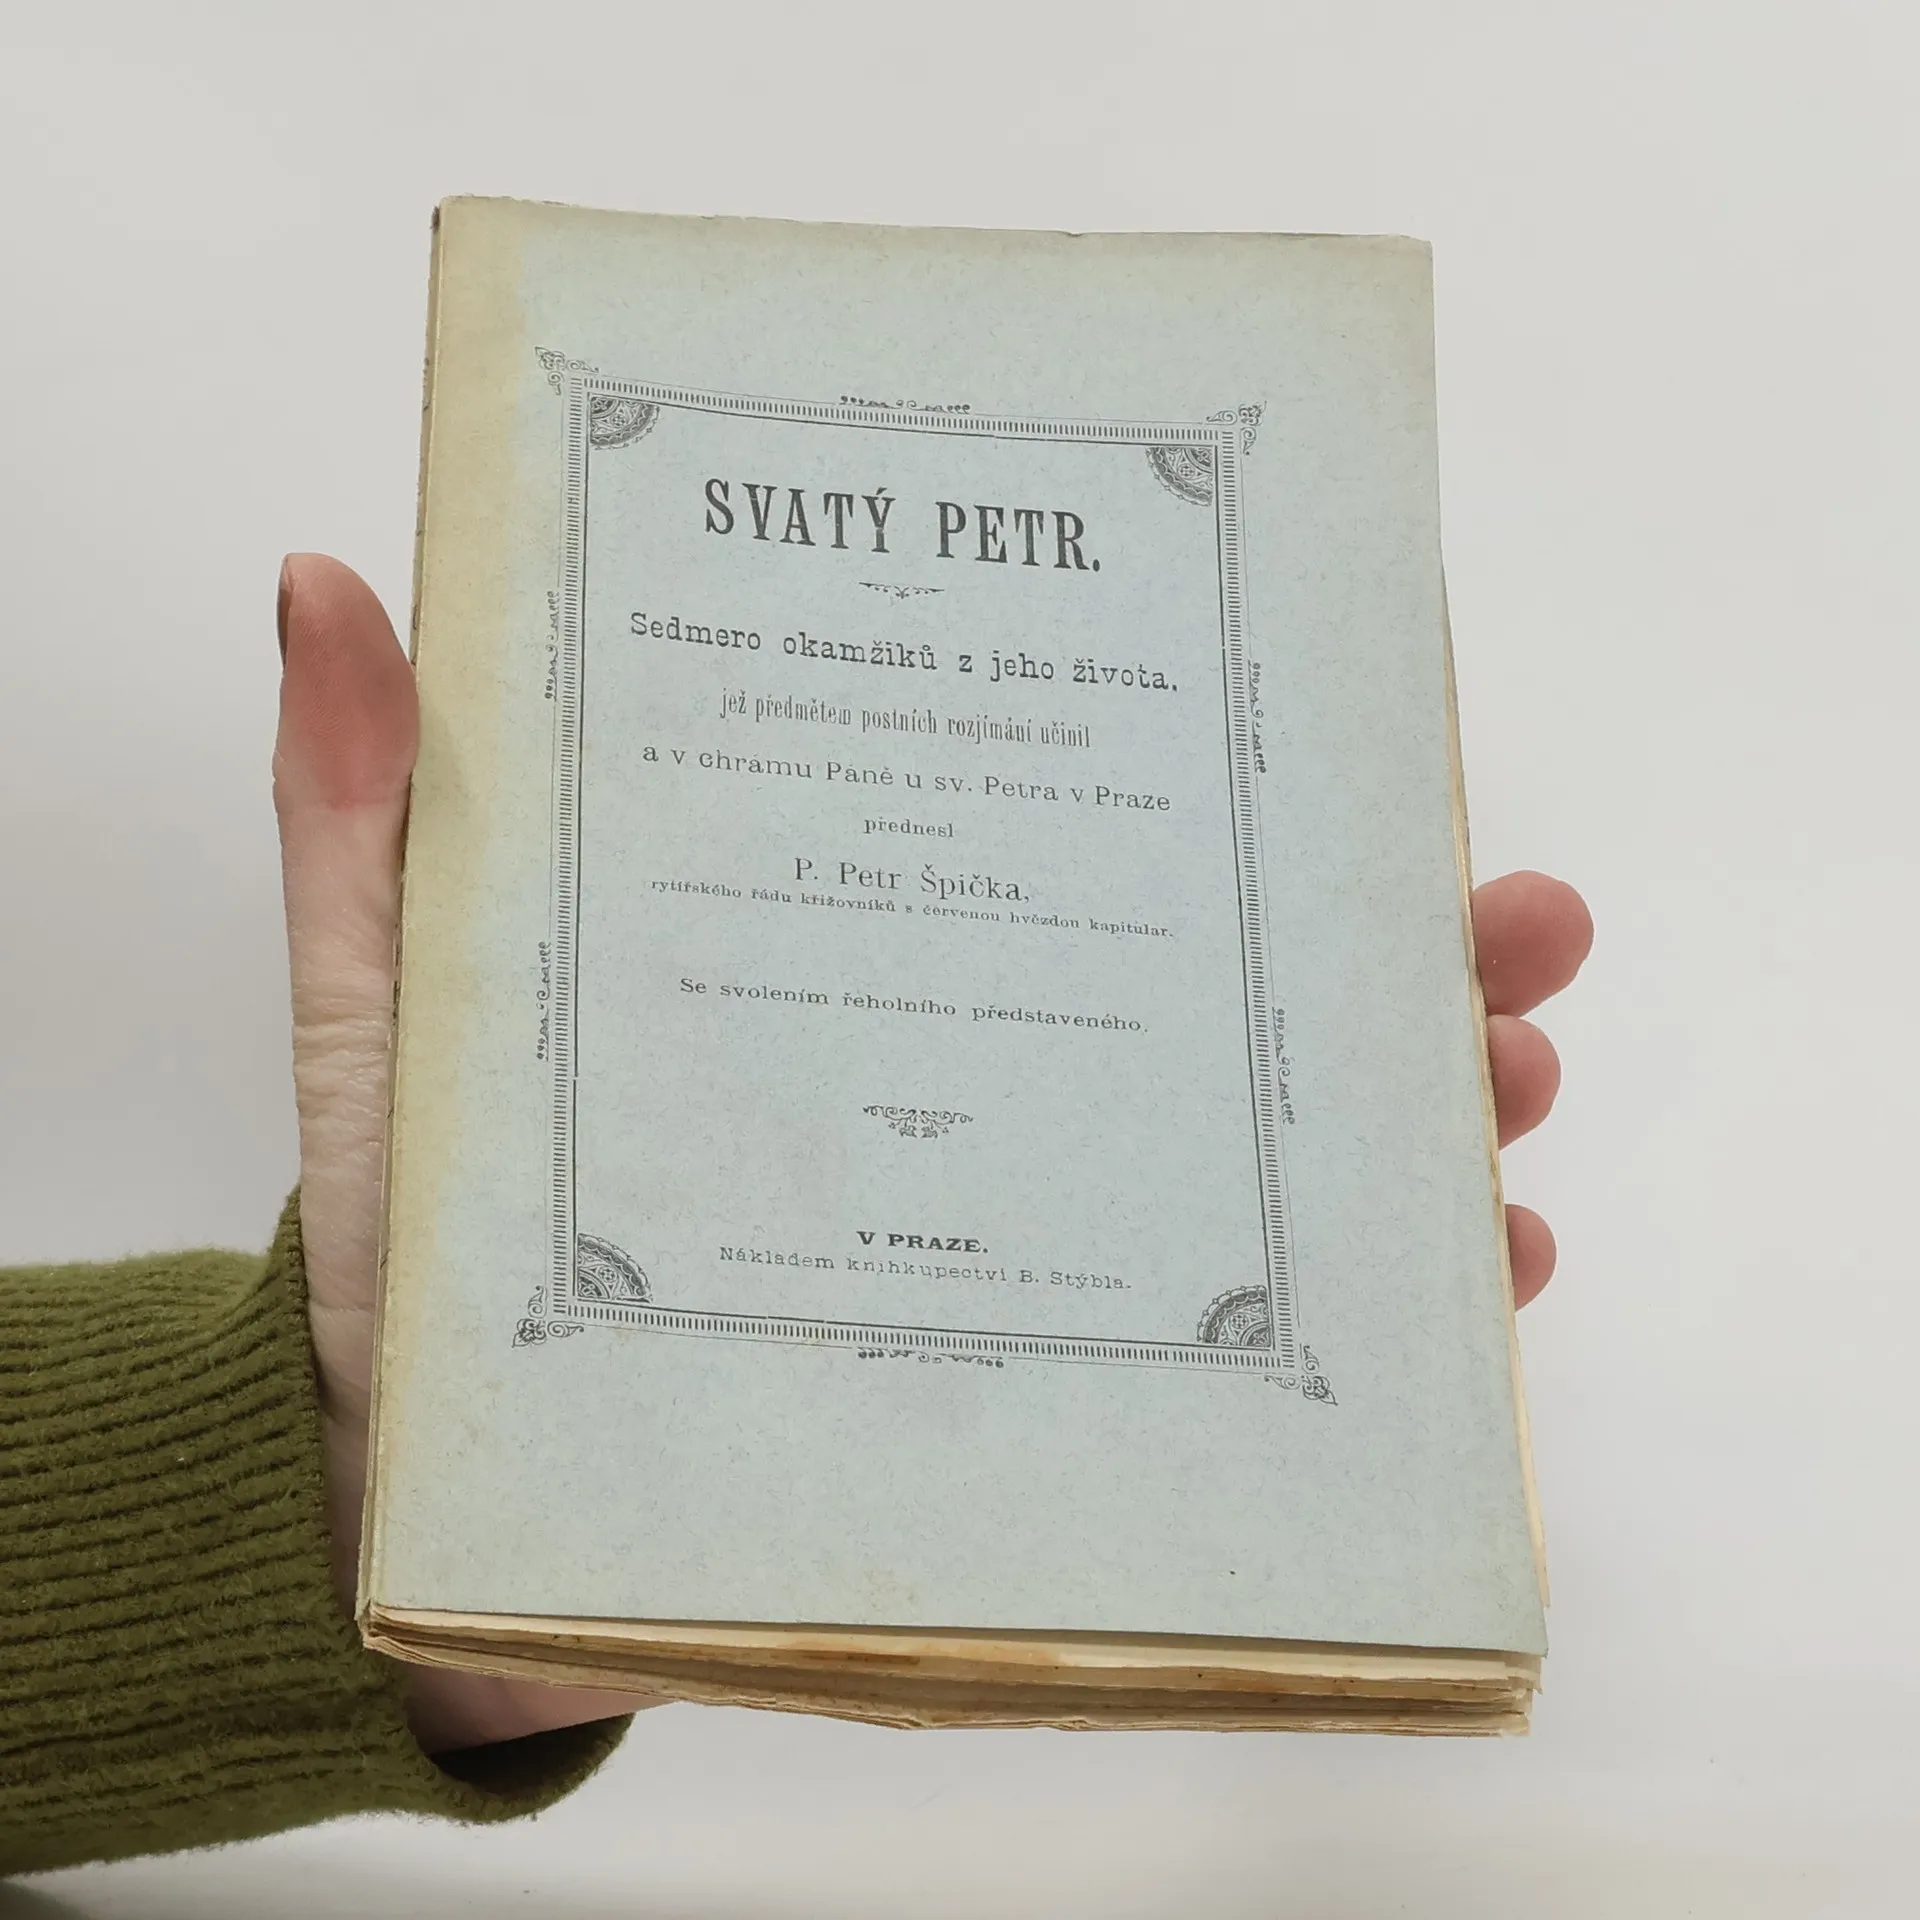 SVATÝ PETR.
Sedmero okamžiků z jeho života.
jež předmětem postních rozjímání učinil
a v chrámu Páně u sv. Petra v Praze
přednesl
P. Petr Špička,
rytířského řádu křižovníků s červenou hvězdou kapitular.
Se svolením řeholního představeného.
V PRAZE.
Nákladem knihkupectví B. Stýbla.